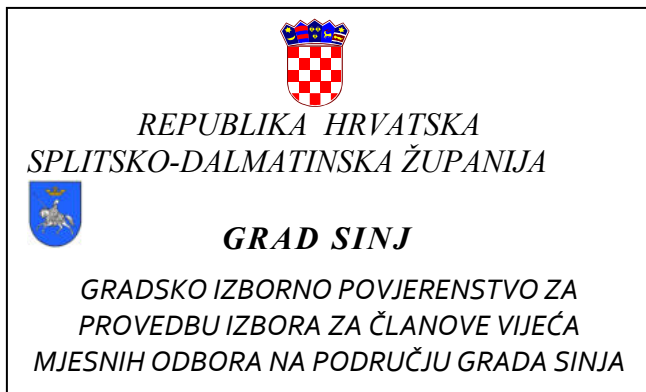 REPUBLIKA HRVATSKA
SPLITSKO-DALMATINSKA ŽUPANIJA
GRAD SINJ
GRADSKO IZBORNO POVJERENSTVO ZA
PROVEDBU IZBORA ZA ČLANOVE VIJEĆA
MJESNIH ODBORA NA PODRUČJU GRADA SINJA